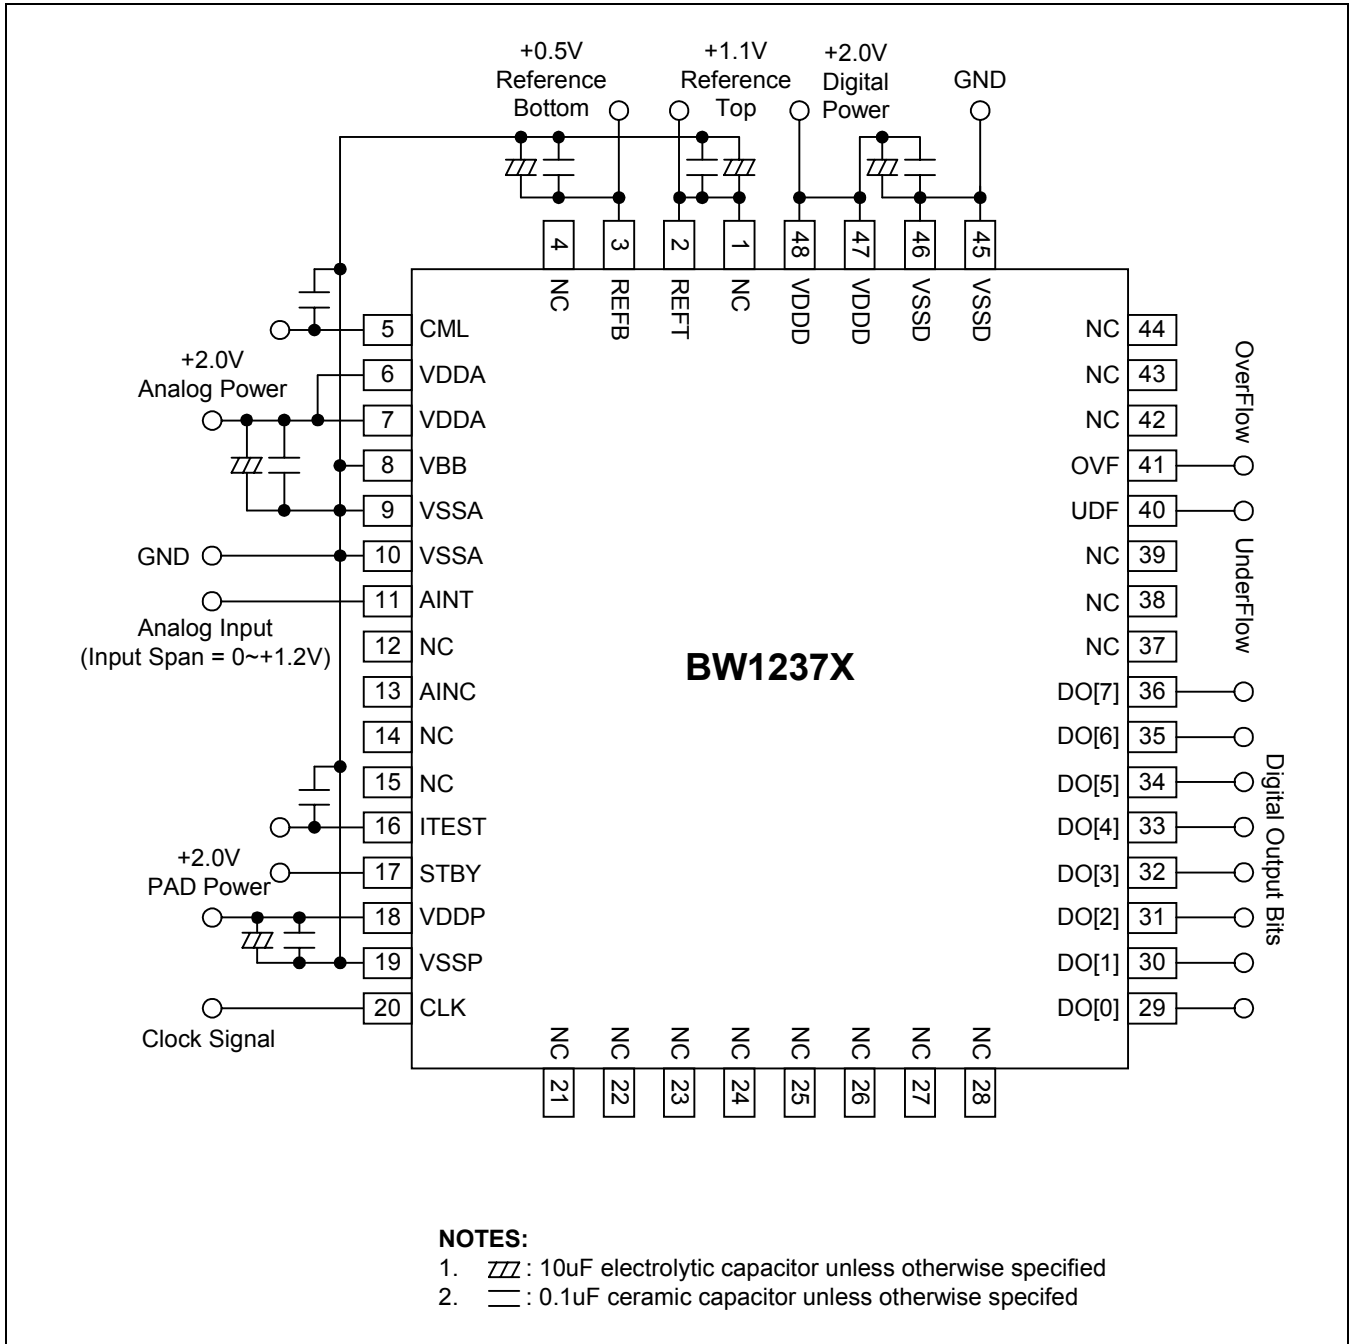 +0.5V
Reference
Bottom
+1.1V
Reference
Top
+2.0V
Digital
Power
GND
4
3
2
1
48
47
46
45
NC
REFB
REFT
NC
VDDD
VDDD
VSSD
VSSD
+2.0V
Analog Power
GND
Analog Input
(Input Span = 0~+1.2V)
+2.0V
PAD Power
Clock Signal
5 CML
6 VDDA
7 VDDA
8 VBB
9 VSSA
10 VSSA
11 AINT
12 NC
13 AINC
14 NC
15 NC
16 ITEST
17 STBY
18 VDDP
19 VSSP
20 CLK
BW1237X
NC 44
NC 43
NC 42
OVF 41
UDF 40
NC 39
NC 38
NC 37
DO[7] 36
DO[6] 35
DO[5] 34
DO[4] 33
DO[3] 32
DO[2] 31
DO[1] 30
DO[0] 29
OverFlow
UnderFlow
Digital Output Bits
NC
NC
NC
NC
NC
NC
NC
NC
21
22
23
24
25
26
27
28
NOTES:
1. : 10uF electrolytic capacitor unless otherwise specified
2. : 0.1uF ceramic capacitor unless otherwise specifed